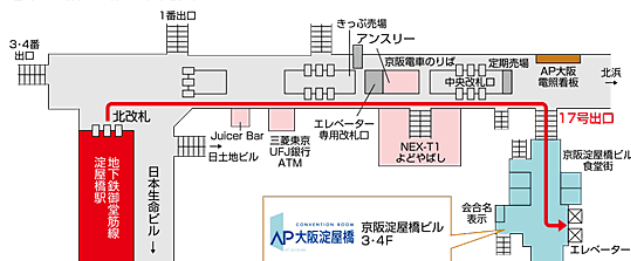 1番出口
きっぷ売場
アンスリー
3・4番
出口
京阪電車のりば
定期売場
中央改札口
AP大阪
電照看板
北浜
北改札
エレベーター
専用改札口
17号出口
Juicer Bar
日土地ビル
三菱東京
UFJ銀行
ATM
NEX-T1
よどやばし
京阪淀屋橋ビル
食堂街
地下鉄御堂筋線
淀屋橋駅
日本生命ビル
会合名
表示
CONVENTION ROOM
AP大阪淀屋橋
京阪淀屋橋ビル
3・4F
エレベーター